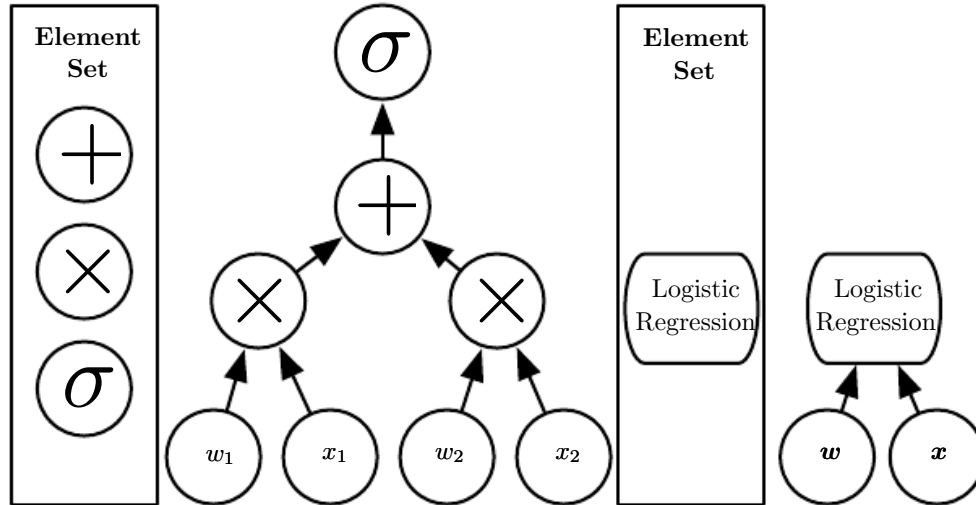 Element
Set
+
×
σ
σ
+
× ×
w₁ x₁ w₂ x₂
Element
Set
Logistic
Regression
Logistic
Regression
w x